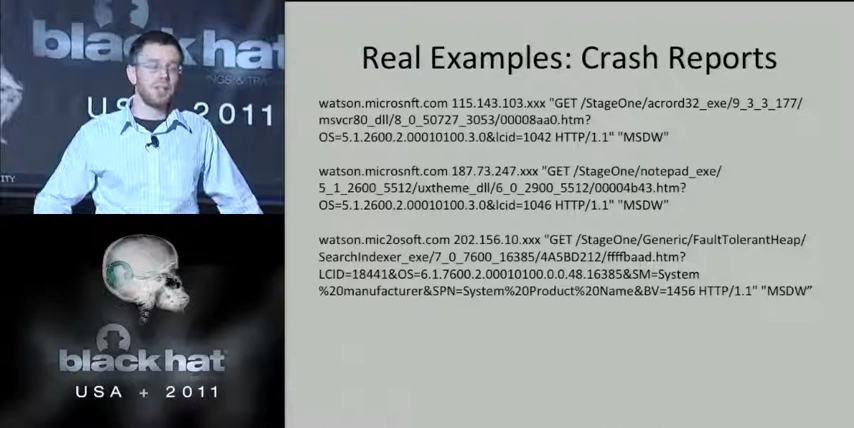 black hat
USA + 2011
Real Examples: Crash Reports
watson.microsnft.com 115.143.103.xxx "GET /StageOne/acrord32_exe/9_3_3_177/
msvcr80_dll/8_0_50727_3053/00008aa0.htm?
OS=5.1.2600.2.00010100.3.0&lcid=1042 HTTP/1.1" "MSDW"
watson.microsnft.com 187.73.247.xxx "GET /StageOne/notepad_exe/
5_1_2600_5512/uxtheme_dll/6_0_2900_5512/00004b43.htm?
OS=5.1.2600.2.00010100.3.0&lcid=1046 HTTP/1.1" "MSDW"
watson.mic2osoft.com 202.156.10.xxx "GET /StageOne/Generic/FaultTolerantHeap/
SearchIndexer_exe/7_0_7600_16385/4A5BD212/ffffbaad.htm?
LCID=18441&OS=6.1.7600.2.00010100.0.0.48.16385&SM=System
%20manufacturer&SPN=System%20Product%20Name&BV=1456 HTTP/1.1" "MSDW"
black hat
USA + 2011